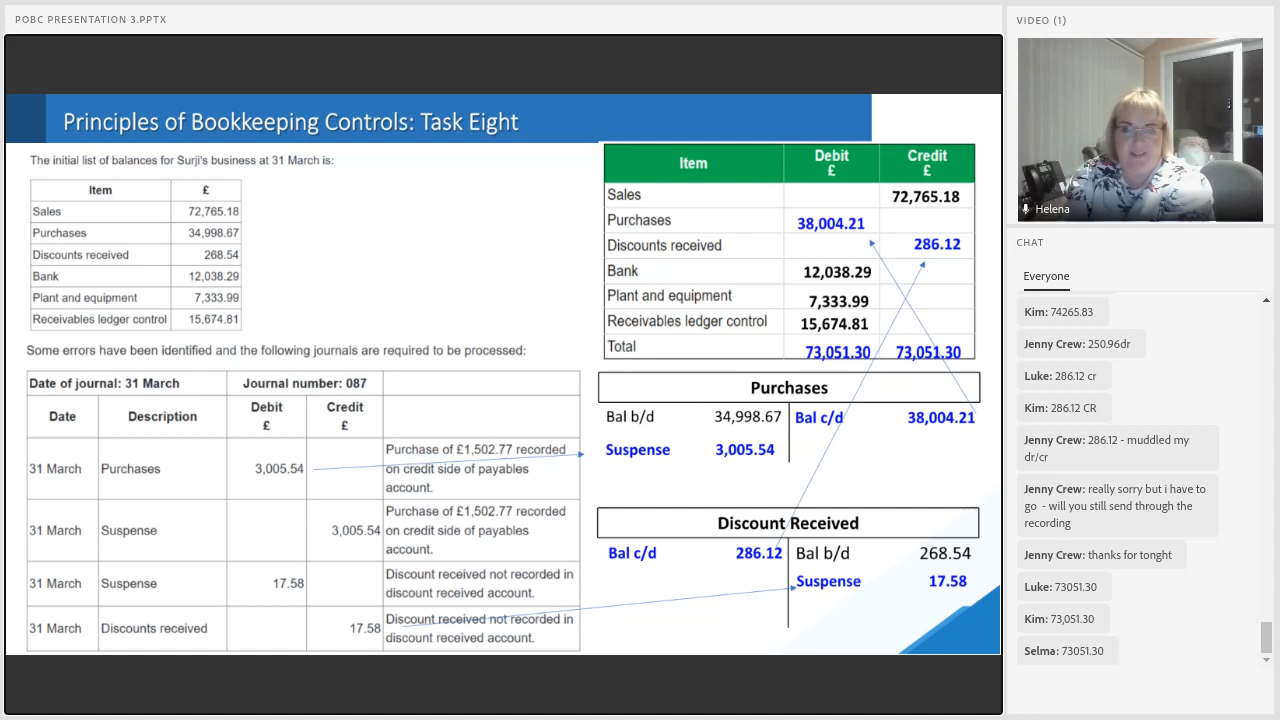 POBC PRESENTATION 3.PPTX
Principles of Bookkeeping Controls: Task Eight
The initial list of balances for Surji's business at 31 March is:
Item £
Sales 72,765.18
Purchases 34,998.67
Discounts received 268.54
Bank 12,038.29
Plant and equipment 7,333.99
Receivables ledger control 15,674.81
Some errors have been identified and the following journals are required to be processed:
Date of journal: 31 March Journal number: 087
Date Description Debit Credit
£ £
31 March Purchases 3,005.54 Purchase of £1,502.77 recorded
on credit side of payables
account.
31 March Suspense 3,005.54 Purchase of £1,502.77 recorded
on credit side of payables
account.
31 March Suspense 17.58 Discount received not recorded in
discount received account.
31 March Discounts received 17.58 Discount received not recorded in
discount received account.
Item Debit Credit
£ £
Sales 72,765.18
Purchases 38,004.21
Discounts received 286.12
Bank 12,038.29
Plant and equipment 7,333.99
Receivables ledger control 15,674.81
Total 73,051.30 73,051.30
Purchases
Bal b/d 34,998.67 Bal c/d 38,004.21
Suspense 3,005.54
Discount Received
Bal c/d 286.12 Bal b/d 268.54
Suspense 17.58
VIDEO (1)
Helena
CHAT
Everyone
Kim: 74265.83
Jenny Crew: 250.96dr
Luke: 286.12 cr
Kim: 286.12 CR
Jenny Crew: 286.12 - muddled my
dr/cr
Jenny Crew: really sorry but i have to
go - will you still send through the
recording
Jenny Crew: thanks for tonght
Luke: 73051.30
Kim: 73,051.30
Selma: 73051.30